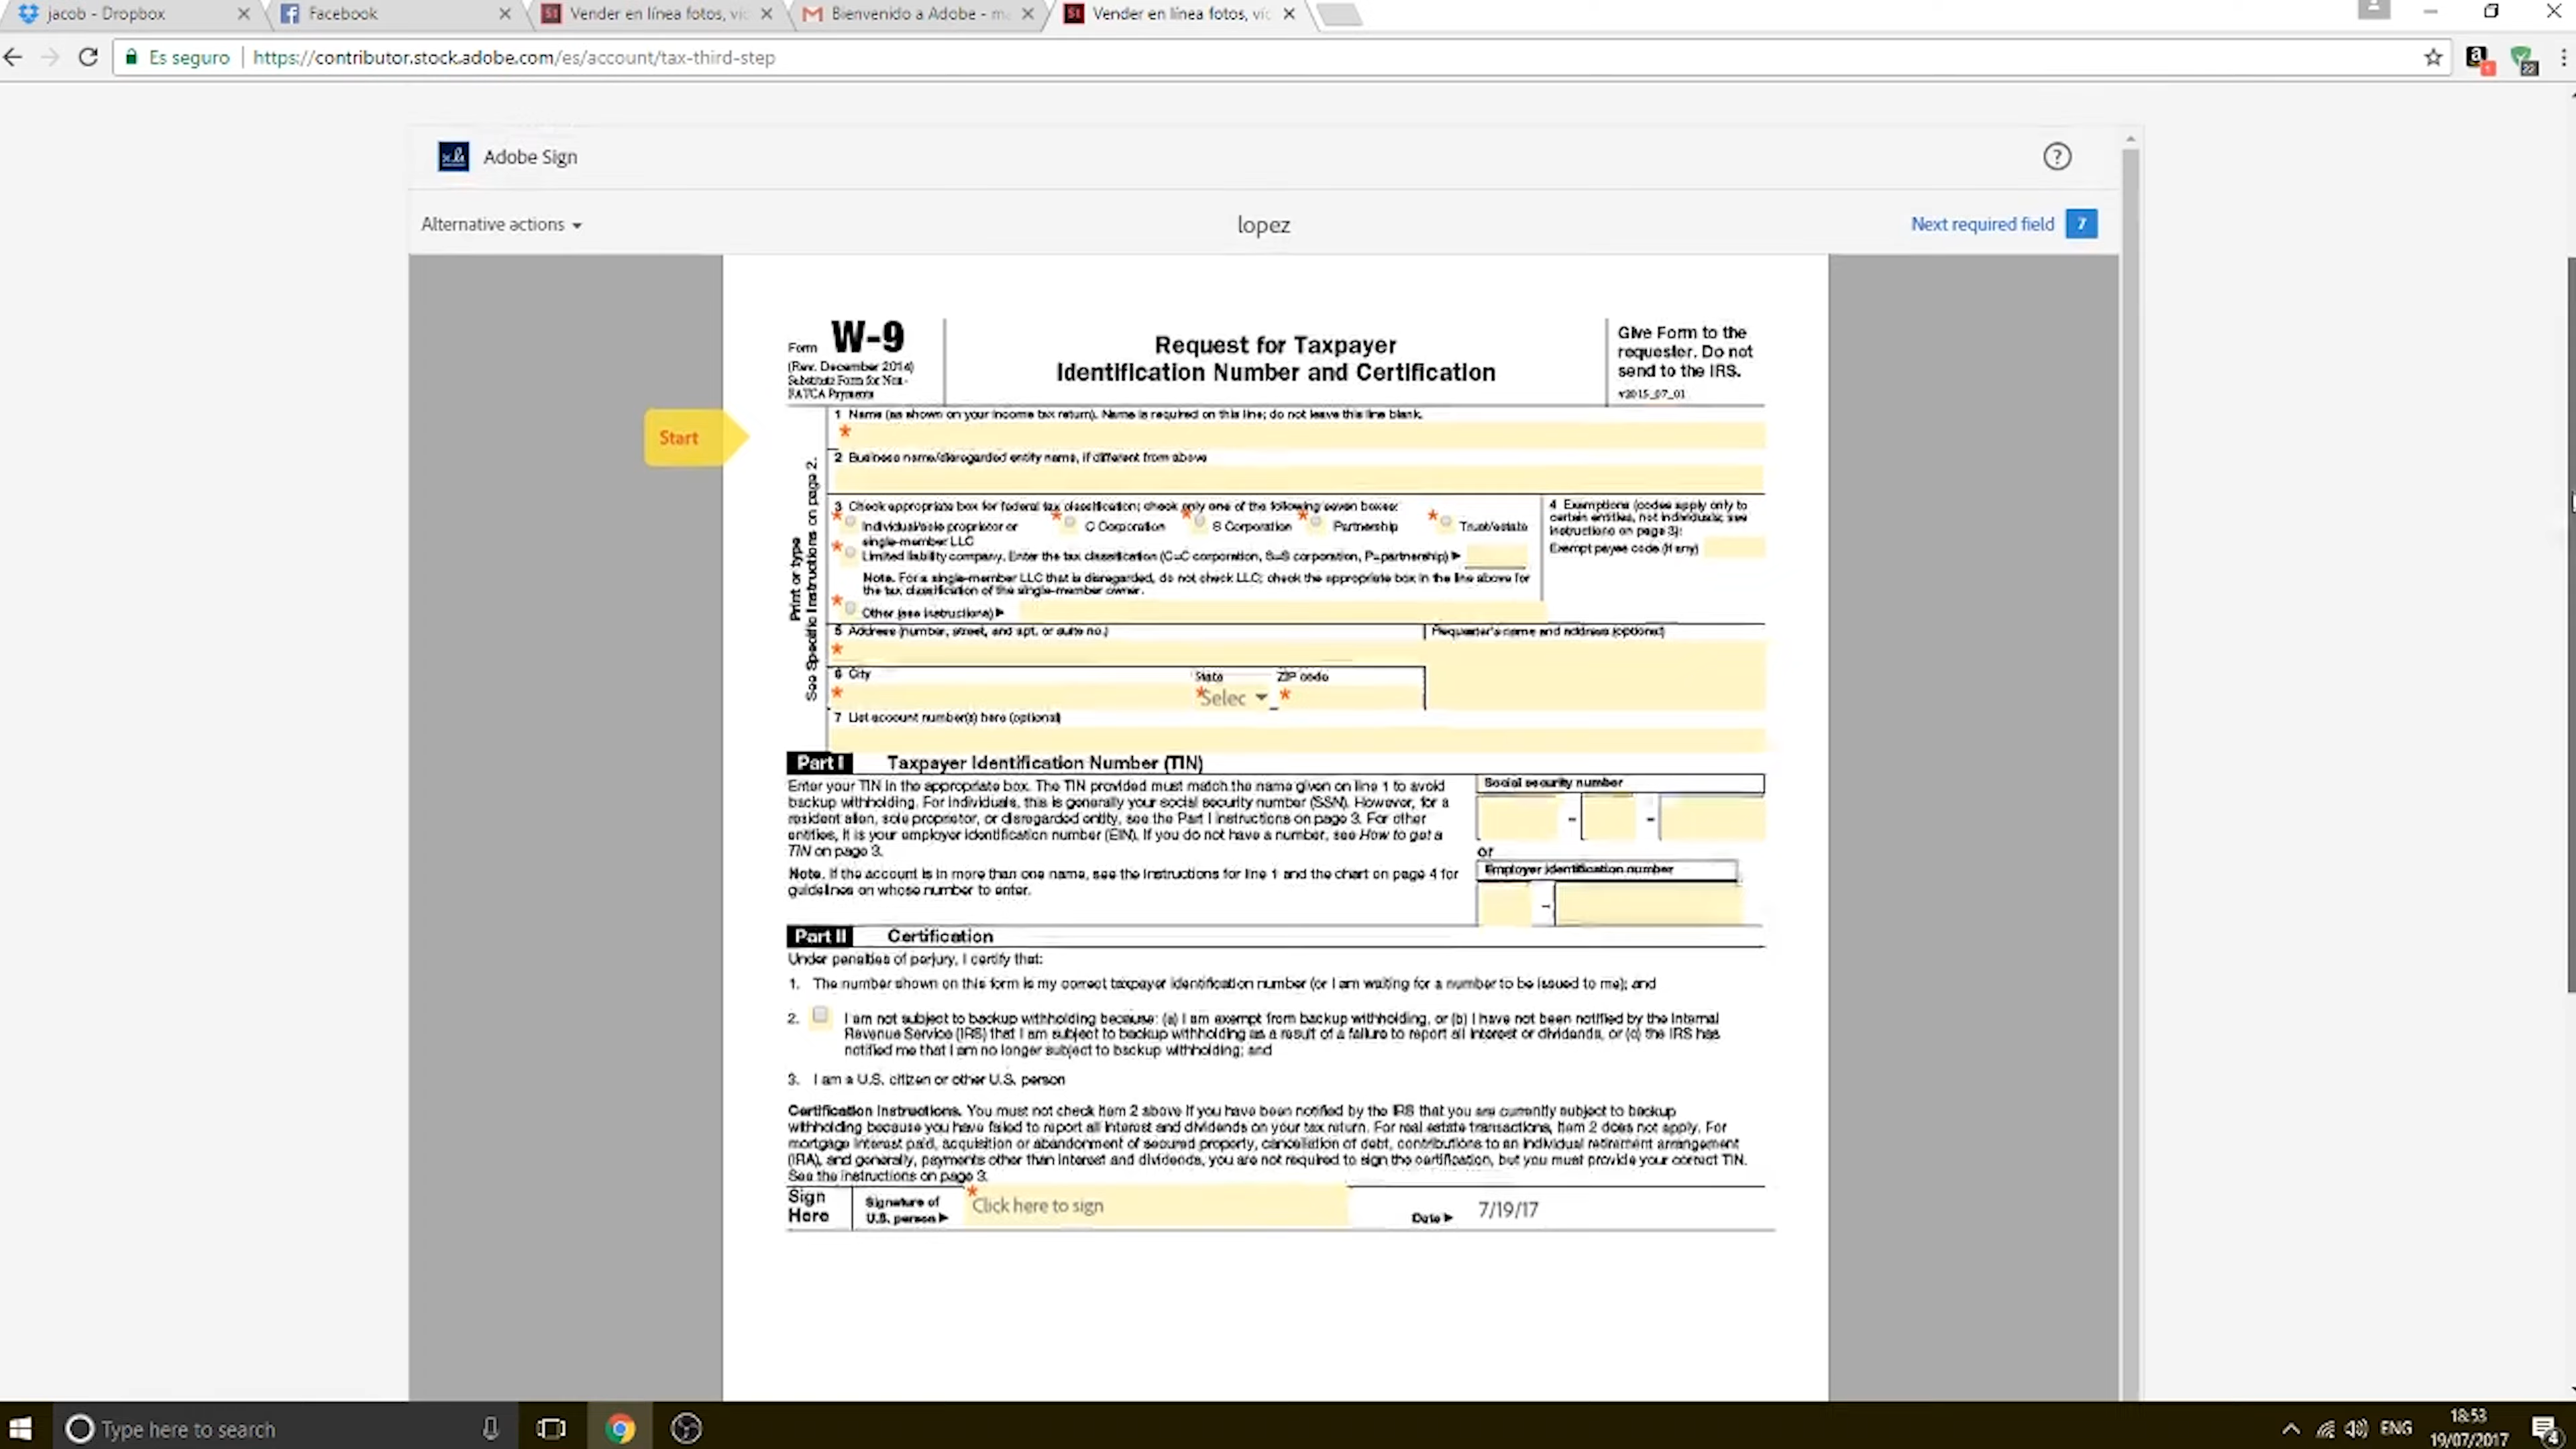 jacob - Dropbox
Facebook
Vender en línea fotos, víc
Bienvenido a Adobe - ma
Vender en línea fotos, víc
Es seguro
https://contributor.stock.adobe.com/es/account/tax-third-step
a
1
22
Adobe Sign
?
Alternative actions
lopez
Next required field 7
Form W-9
(Rev. December 2014)
Substitute Form for Non-
FATCA Payments
Request for Taxpayer
Identification Number and Certification
Give Form to the
requester. Do not
send to the IRS.
v2015_07_01
Start
Print or type
See Specific Instructions on page 2.
1 Name (as shown on your income tax return). Name is required on this line; do not leave this line blank.
*
2 Business name/disregarded entity name, if different from above
3 Check appropriate box for federal tax classification; check only one of the following seven boxes:
* Individual/sole proprietor or * C Corporation * S Corporation * Partnership * Trust/estate
single-member LLC
* Limited liability company. Enter the tax classification (C=C corporation, S=S corporation, P=partnership) ▶
Note. For a single-member LLC that is disregarded, do not check LLC; check the appropriate box in the line above for
the tax classification of the single-member owner.
* Other (see instructions) ▶
4 Exemptions (codes apply only to
certain entities, not individuals; see
instructions on page 3):
Exempt payee code (if any)
5 Address (number, street, and apt. or suite no.)
*
Requester's name and address (optional)
6 City State ZIP code
* *Selec *
7 List account number(s) here (optional)
Part I Taxpayer Identification Number (TIN)
Enter your TIN in the appropriate box. The TIN provided must match the name given on line 1 to avoid
backup withholding. For individuals, this is generally your social security number (SSN). However, for a
resident alien, sole proprietor, or disregarded entity, see the Part I instructions on page 3. For other
entities, it is your employer identification number (EIN). If you do not have a number, see How to get a
TIN on page 3.
Note. If the account is in more than one name, see the instructions for line 1 and the chart on page 4 for
guidelines on whose number to enter.
Social security number
- -
or
Employer identification number
-
Part II Certification
Under penalties of perjury, I certify that:
1. The number shown on this form is my correct taxpayer identification number (or I am waiting for a number to be issued to me); and
2. I am not subject to backup withholding because: (a) I am exempt from backup withholding, or (b) I have not been notified by the Internal
Revenue Service (IRS) that I am subject to backup withholding as a result of a failure to report all interest or dividends, or (c) the IRS has
notified me that I am no longer subject to backup withholding; and
3. I am a U.S. citizen or other U.S. person
Certification Instructions. You must not check item 2 above if you have been notified by the IRS that you are currently subject to backup
withholding because you have failed to report all interest and dividends on your tax return. For real estate transactions, item 2 does not apply. For
mortgage interest paid, acquisition or abandonment of secured property, cancellation of debt, contributions to an individual retirement arrangement
(IRA), and generally, payments other than interest and dividends, you are not required to sign the certification, but you must provide your correct TIN.
See the instructions on page 3.
Sign
Here
Signature of
U.S. person ▶
* Click here to sign
Date ▶ 7/19/17
Type here to search
ENG
18:53
19/07/2017
4